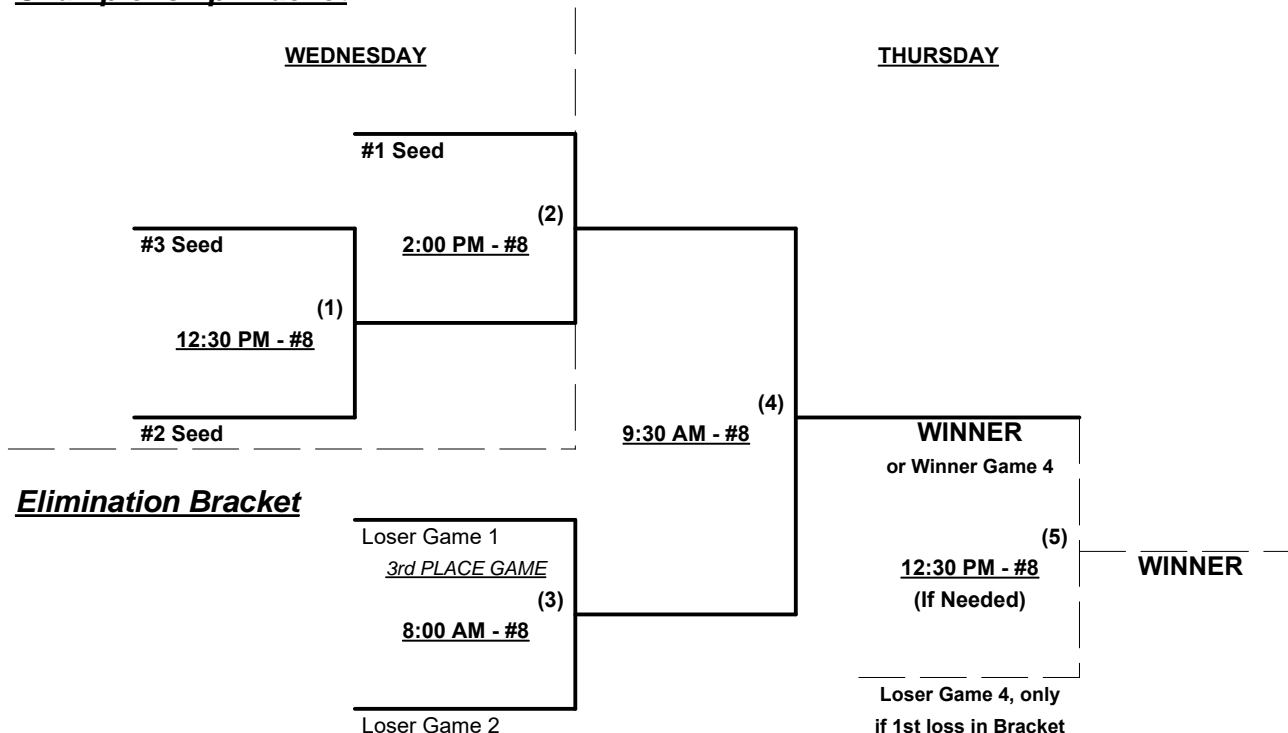 WEDNESDAY
THURSDAY
#1 Seed
(2)
#3 Seed
2:00 PM - #8
(1)
12:30 PM - #8
(4)
#2 Seed
9:30 AM - #8
WINNER
or Winner Game 4
Elimination Bracket
Loser Game 1
(5)
3rd PLACE GAME
12:30 PM - #8
WINNER
(3)
(If Needed)
8:00 AM - #8
Loser Game 4, only
Loser Game 2
if 1st loss in Bracket